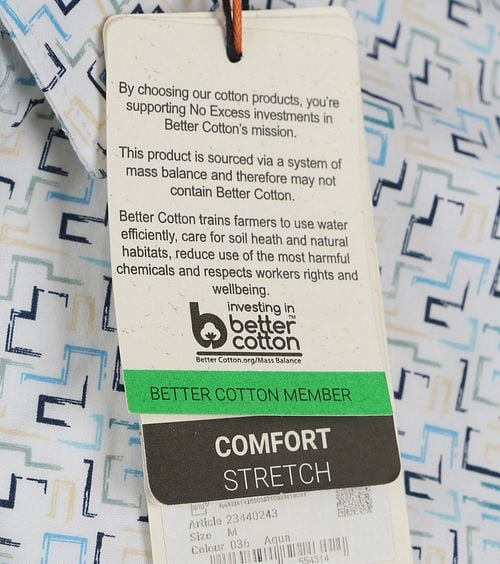 By choosing our cotton products, you're
supporting No Excess investments in
Better Cotton's mission.
This product is sourced via a system of
mass balance and therefore may not
contain Better Cotton.
Better Cotton trains farmers to use water
efficiently, care for soil heath and natural
habitats, reduce use of the most harmful
chemicals and respects workers rights and
wellbeing.
investing in
better
cotton™
Better Cotton.org/Mass Balance
BETTER COTTON MEMBER
COMFORT
STRETCH
Article 23440243
Size M
Colour 036 Aqua
554314